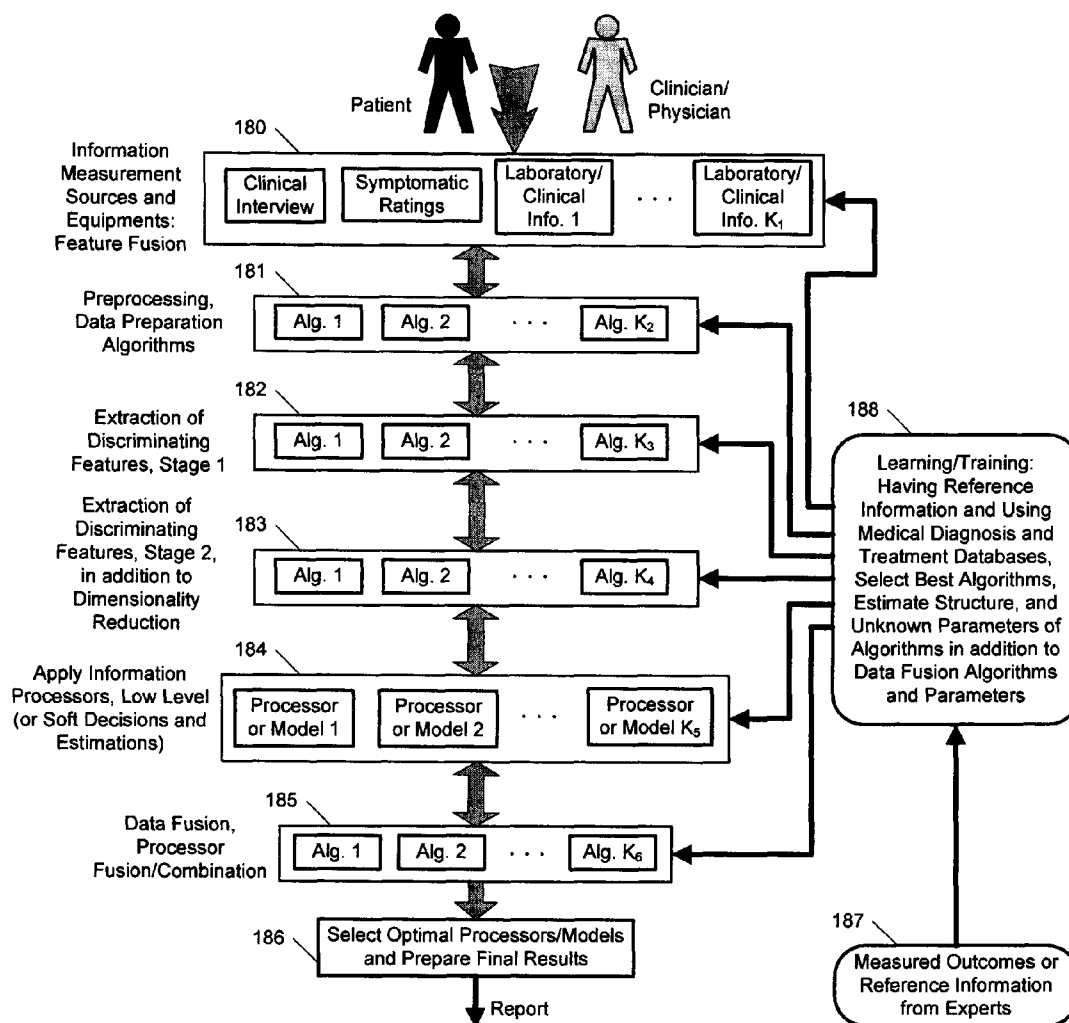 Patient
Clinician/
Physician
180
Information
Measurement
Sources and
Equipments:
Feature Fusion
Clinical
Interview
Symptomatic
Ratings
Laboratory/
Clinical
Info. 1
. . .
Laboratory/
Clinical
Info. K1
181
Preprocessing,
Data Preparation
Algorithms
Alg. 1
Alg. 2
. . .
Alg. K2
182
Extraction of
Discriminating
Features, Stage 1
Alg. 1
Alg. 2
. . .
Alg. K3
183
Extraction of
Discriminating
Features, Stage 2,
in addition to
Dimensionality
Reduction
Alg. 1
Alg. 2
. . .
Alg. K4
184
Apply Information
Processors, Low Level
(or Soft Decisions and
Estimations)
Processor
or Model 1
Processor
or Model 2
. . .
Processor
or Model K5
185
Data Fusion,
Processor
Fusion/Combination
Alg. 1
Alg. 2
. . .
Alg. K6
186
Select Optimal Processors/Models
and Prepare Final Results
Report
188
Learning/Training:
Having Reference
Information and Using
Medical Diagnosis and
Treatment Databases,
Select Best Algorithms,
Estimate Structure, and
Unknown Parameters of
Algorithms in addition to
Data Fusion Algorithms
and Parameters
187
Measured Outcomes or
Reference Information
from Experts